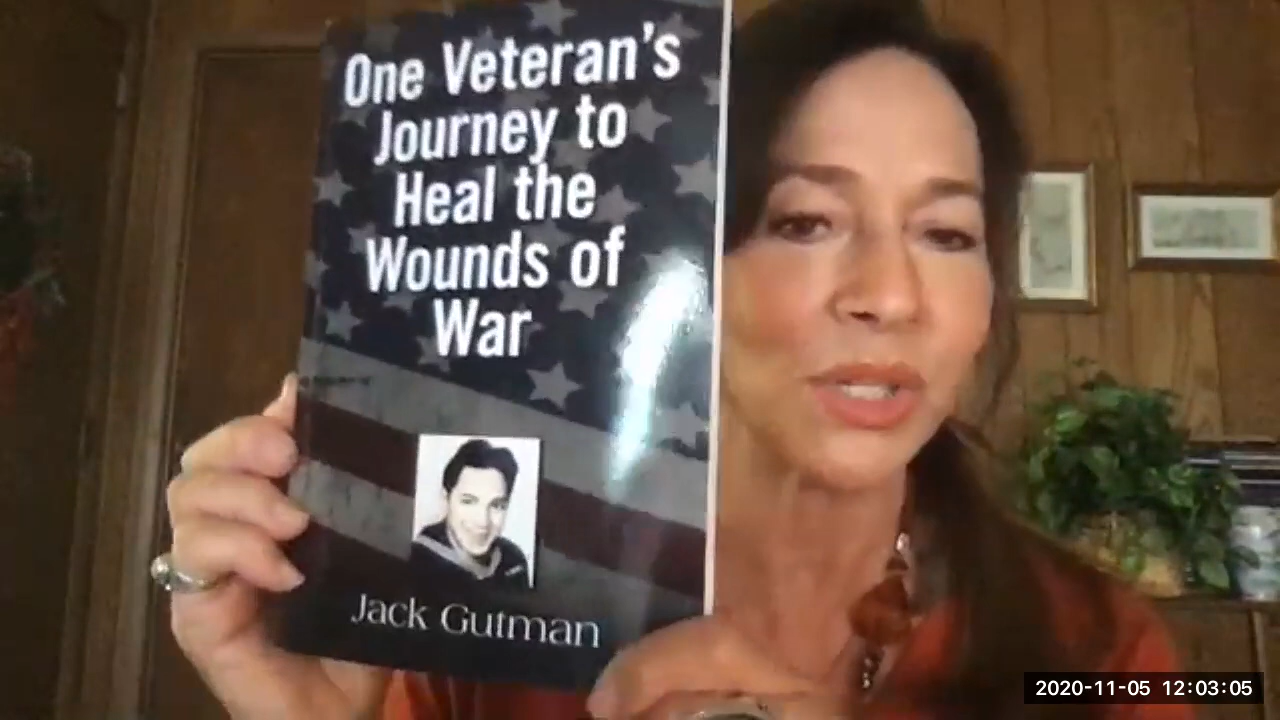 One Veteran's
Journey to
Heal the
Wounds of
War
Jack Gutman
2020-11-05 12:03:05